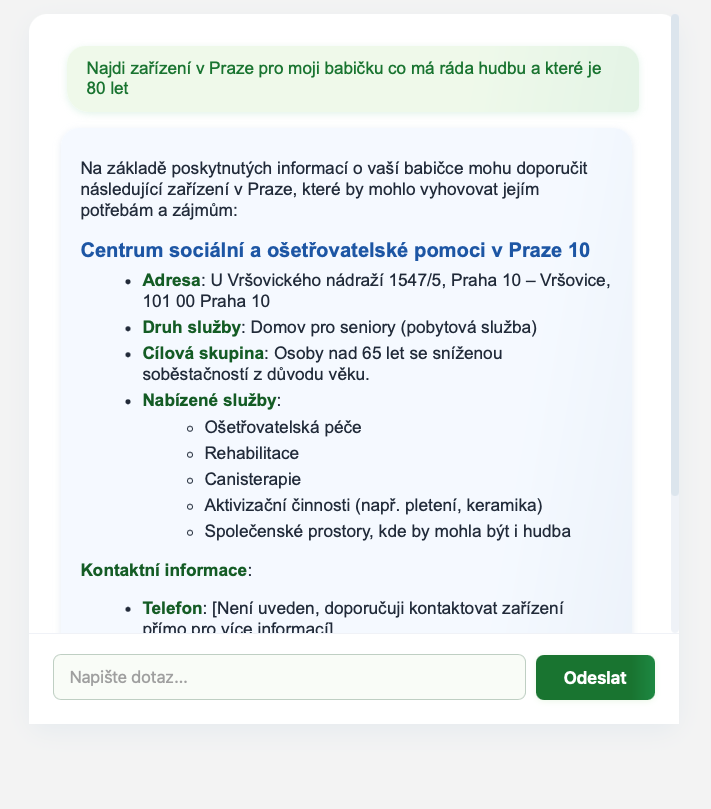 Najdi zařízení v Praze pro moji babičku co má ráda hudbu a které je
80 let
Na základě poskytnutých informací o vaší babičce mohu doporučit
následující zařízení v Praze, které by mohlo vyhovovat jejím
potřebám a zájmům:
Centrum sociální a ošetřovatelské pomoci v Praze 10
• Adresa: U Vršovického nádraží 1547/5, Praha 10 – Vršovice,
101 00 Praha 10
• Druh služby: Domov pro seniory (pobytová služba)
• Cílová skupina: Osoby nad 65 let se sníženou
soběstačností z důvodu věku.
• Nabízené služby:
◦ Ošetřovatelská péče
◦ Rehabilitace
◦ Canisterapie
◦ Aktivizační činnosti (např. pletení, keramika)
◦ Společenské prostory, kde by mohla být i hudba
Kontaktní informace:
• Telefon: [Není uveden, doporučuji kontaktovat zařízení
přímo pro více informací]
Napište dotaz...
Odeslat